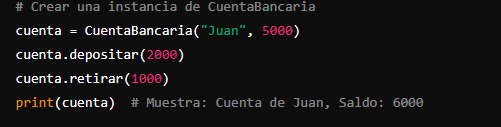 # Crear una instancia de CuentaBancaria
cuenta = CuentaBancaria("Juan", 5000)
cuenta.depositar(2000)
cuenta.retirar(1000)
print(cuenta)  # Muestra: Cuenta de Juan, Saldo: 6000